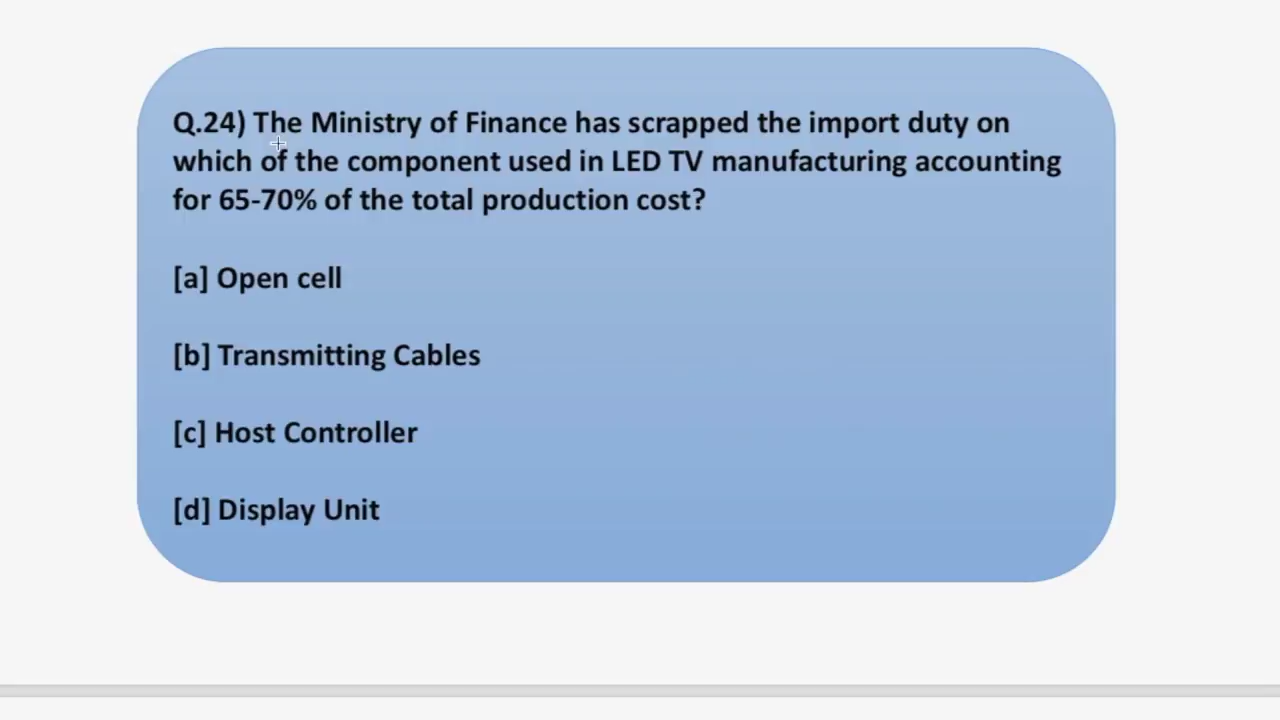 Q.24) The Ministry of Finance has scrapped the import duty on
which of the component used in LED TV manufacturing accounting
for 65-70% of the total production cost?
[a] Open cell
[b] Transmitting Cables
[c] Host Controller
[d] Display Unit